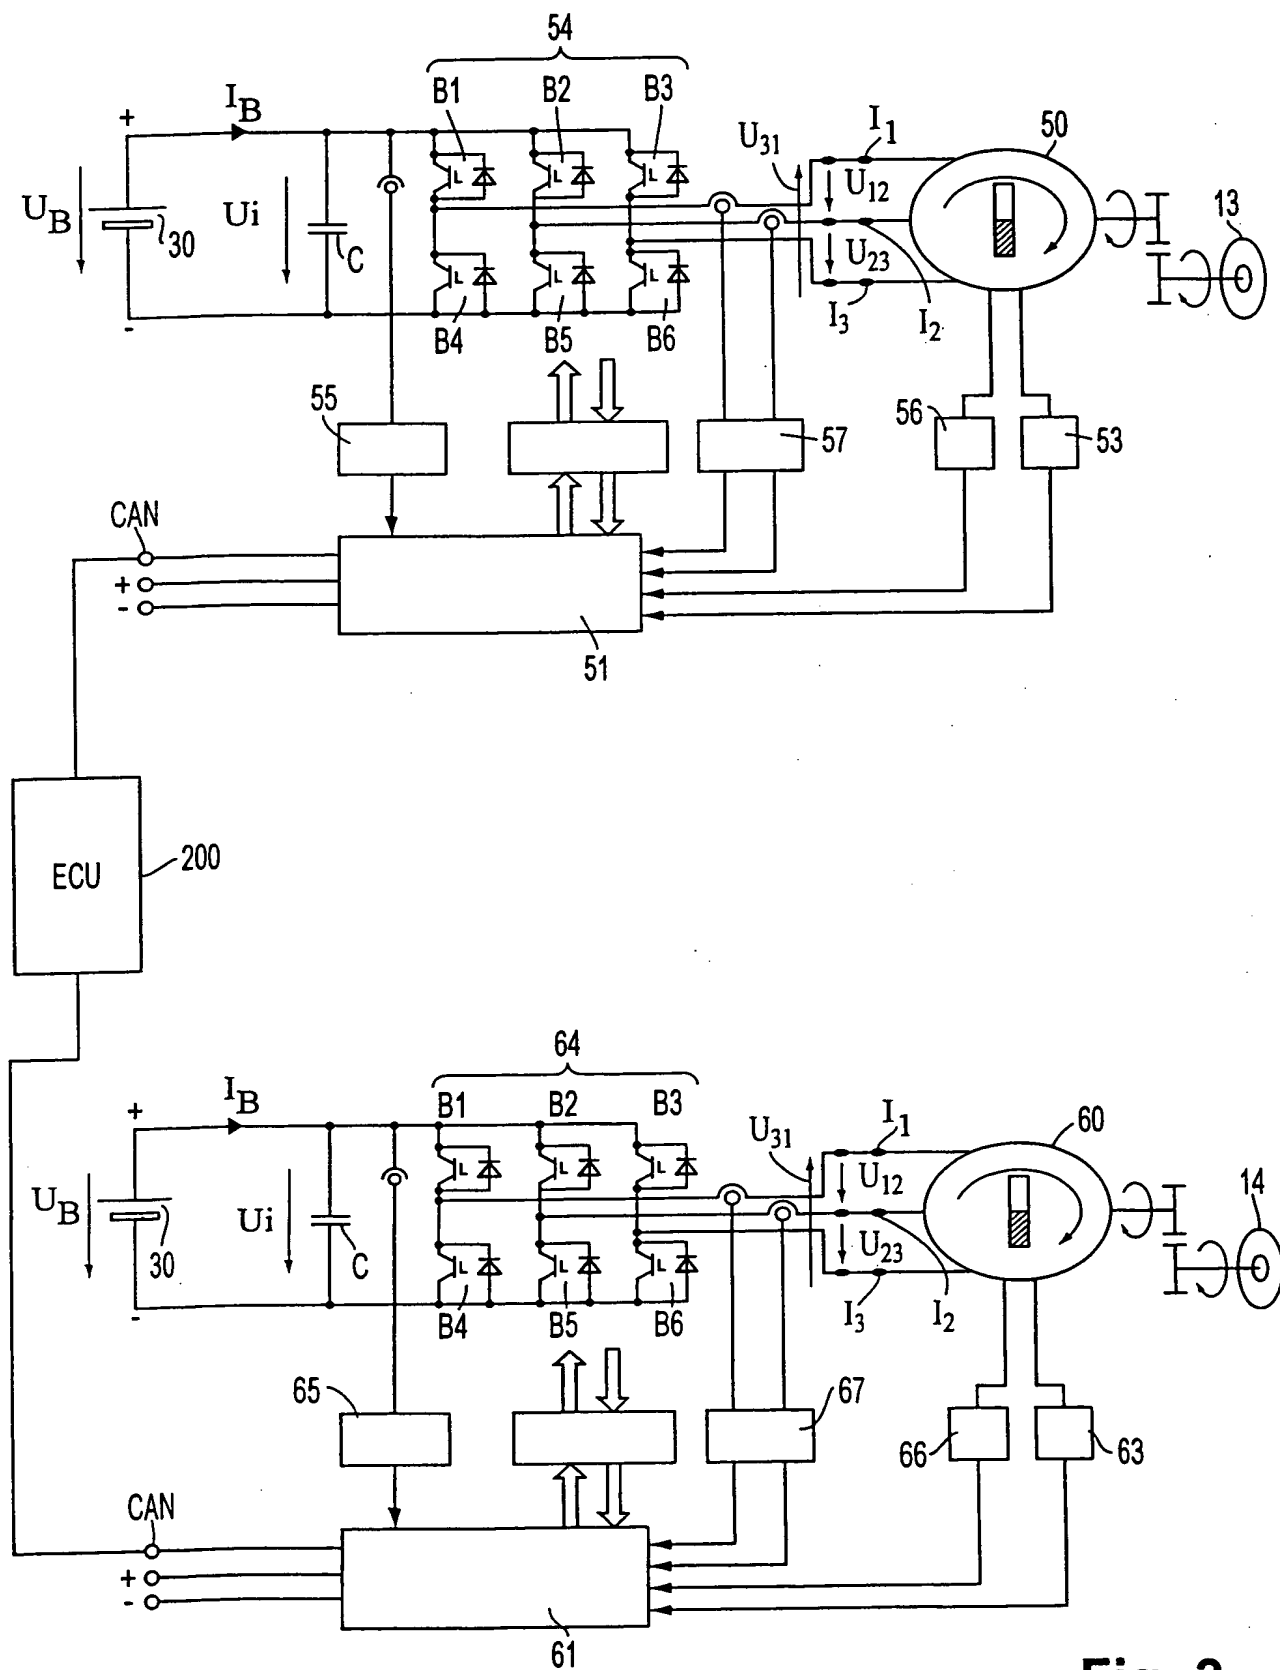 54
B1 B2 B3
I_B
+
U_B
30
Ui
C
-
L L L
L L L
B4 B5 B6
U_31
I_1
U_12
U_23
I_3
I_2
50
13
55
57
56
53
CAN
+
-
51
ECU
200
64
B1 B2 B3
I_B
+
U_B
30
Ui
C
-
L L L
L L L
B4 B5 B6
U_31
I_1
U_12
U_23
I_3
I_2
60
14
65
67
66
63
CAN
+
-
61